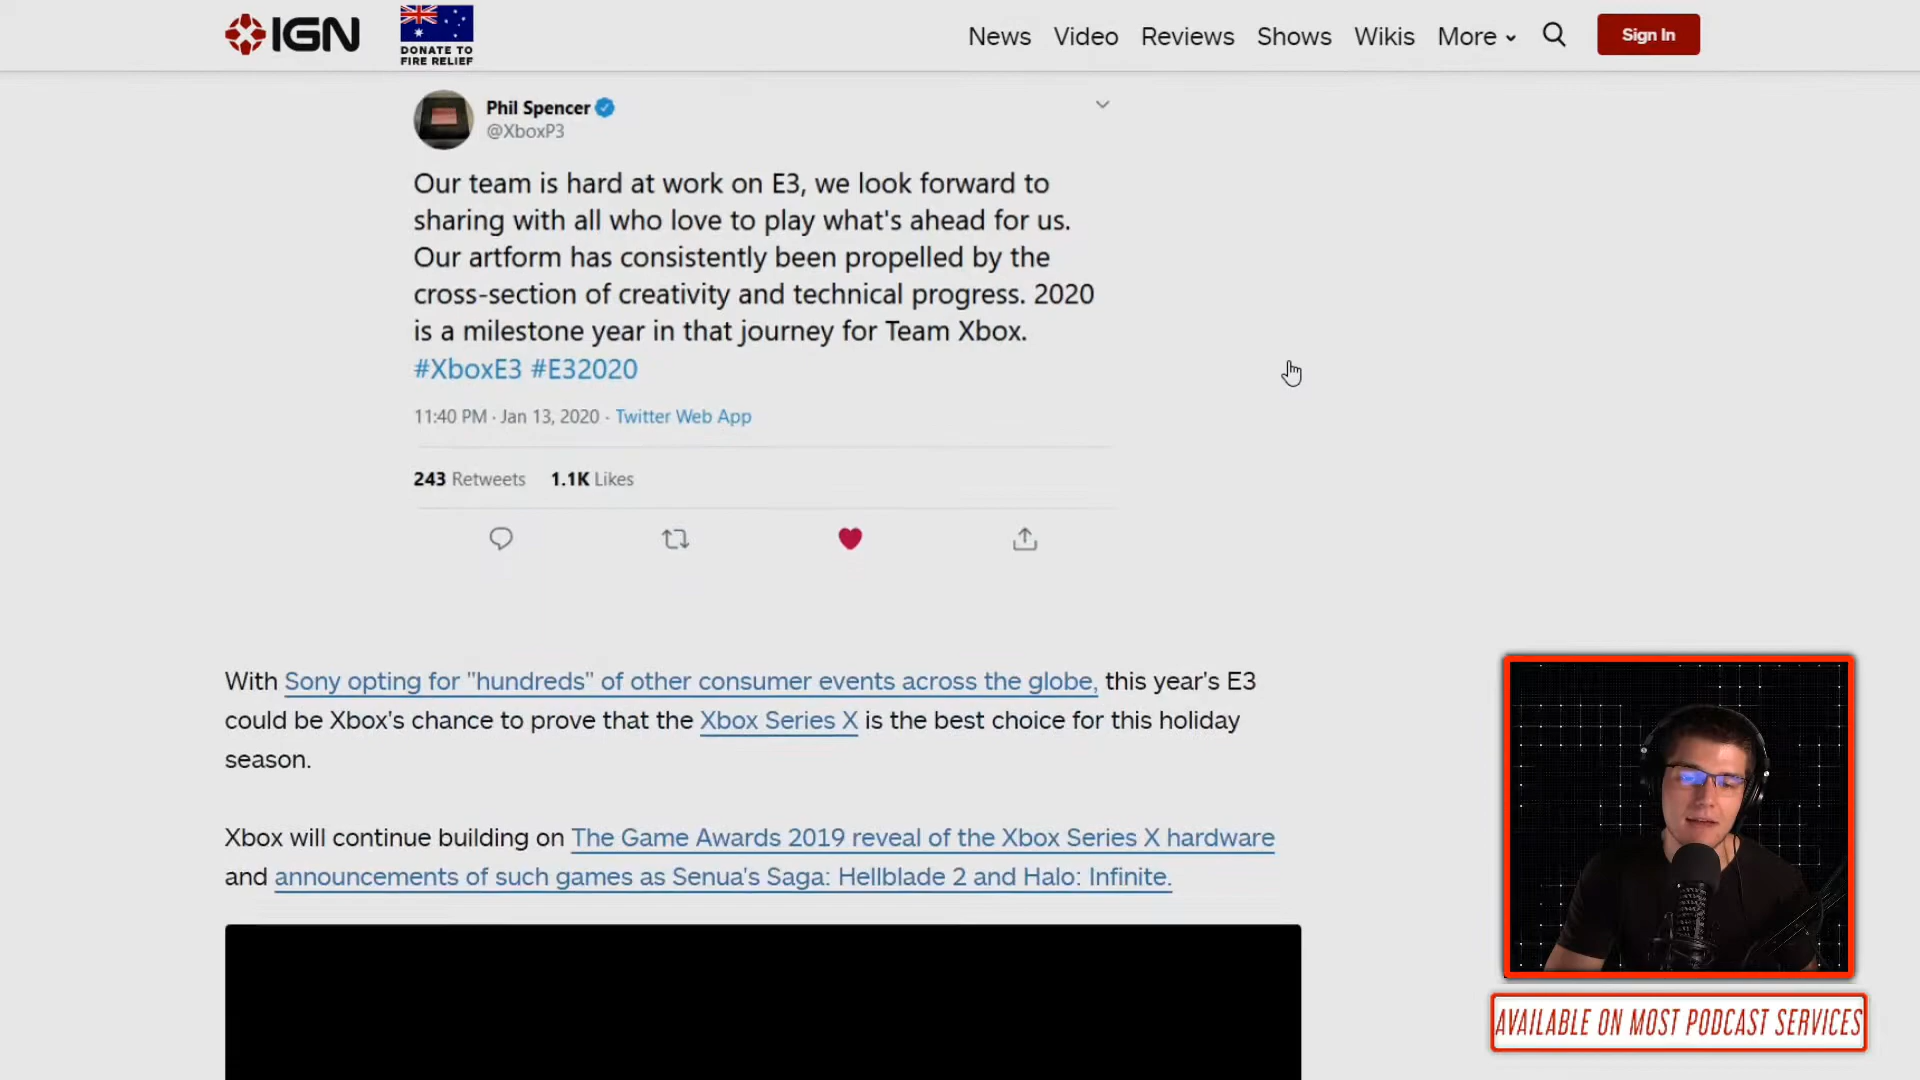 IGN
DONATE TO
FIRE RELIEF
News Video Reviews Shows Wikis More
Sign In
Phil Spencer
@XboxP3
Our team is hard at work on E3, we look forward to
sharing with all who love to play what's ahead for us.
Our artform has consistently been propelled by the
cross-section of creativity and technical progress. 2020
is a milestone year in that journey for Team Xbox.
#XboxE3 #E32020
11:40 PM · Jan 13, 2020 · Twitter Web App
243 Retweets 1.1K Likes
With Sony opting for "hundreds" of other consumer events across the globe, this year's E3
could be Xbox's chance to prove that the Xbox Series X is the best choice for this holiday
season.
Xbox will continue building on The Game Awards 2019 reveal of the Xbox Series X hardware
and announcements of such games as Senua's Saga: Hellblade 2 and Halo: Infinite.
AVAILABLE ON MOST PODCAST SERVICES